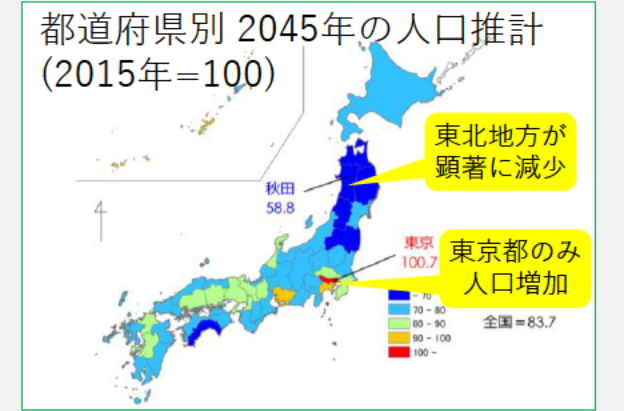 都道府県別 2045年の人口推計
(2015年=100)
東北地方が
顕著に減少
秋田
58.8
東京
100.7
東京都のみ
人口増加
- 70
70 - 80
80 - 90
90 - 100
100 -
全国=83.7